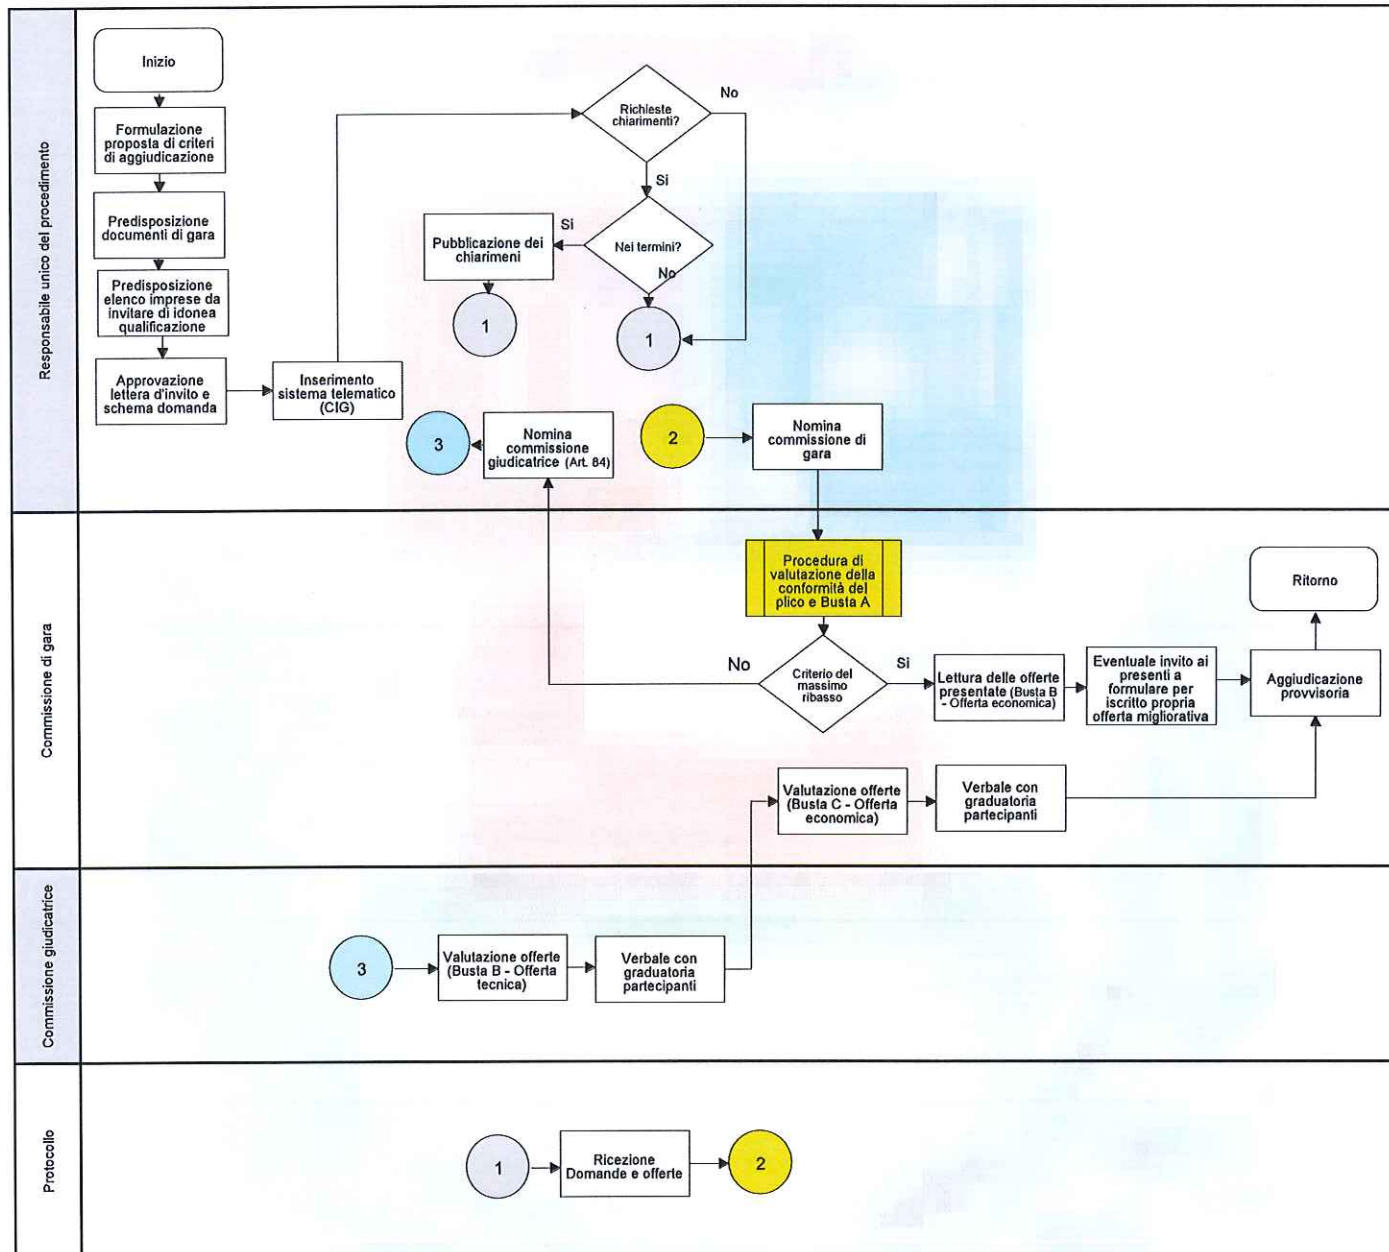 Responsabile unico del procedimento
Inizio
Formulazione
proposta di criteri
di aggiudicazione
Predisposizione
documenti di gara
Predisposizione
elenco imprese da
invitare di idonea
qualificazione
Approvazione
lettera d'invito e
schema domanda
Inserimento
sistema telematico
(CIG)
Richieste
chiarimenti?
No
Si
Nei termini?
Si
No
Pubblicazione dei
chiarimeni
1
1
3
Nomina
commissione
giudicatrice (Art. 84)
2
Nomina
commissione di
gara
Commissione di gara
Procedura di
valutazione della
conformità del
plico e Busta A
Criterio del
massimo
ribasso
No
Si
Lettura delle offerte
presentate (Busta B
- Offerta economica)
Eventuale invito ai
presenti a
formulare per
iscritto propria
offerta migliorativa
Aggiudicazione
provvisoria
Ritorno
Valutazione offerte
(Busta C - Offerta
economica)
Verbale con
graduatoria
partecipanti
Commissione giudicatrice
3
Valutazione offerte
(Busta B - Offerta
tecnica)
Verbale con
graduatoria
partecipanti
Protocollo
1
Ricezione
Domande e offerte
2